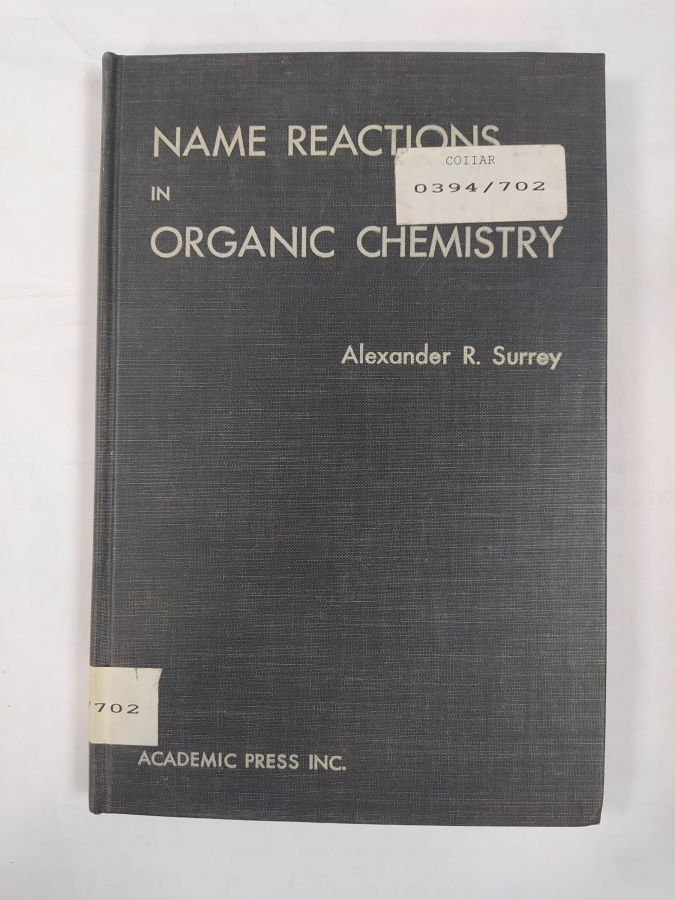 NAME REACTIONS
COIIAR
0394/702
IN
ORGANIC CHEMISTRY
Alexander R. Surrey
/702
ACADEMIC PRESS INC.